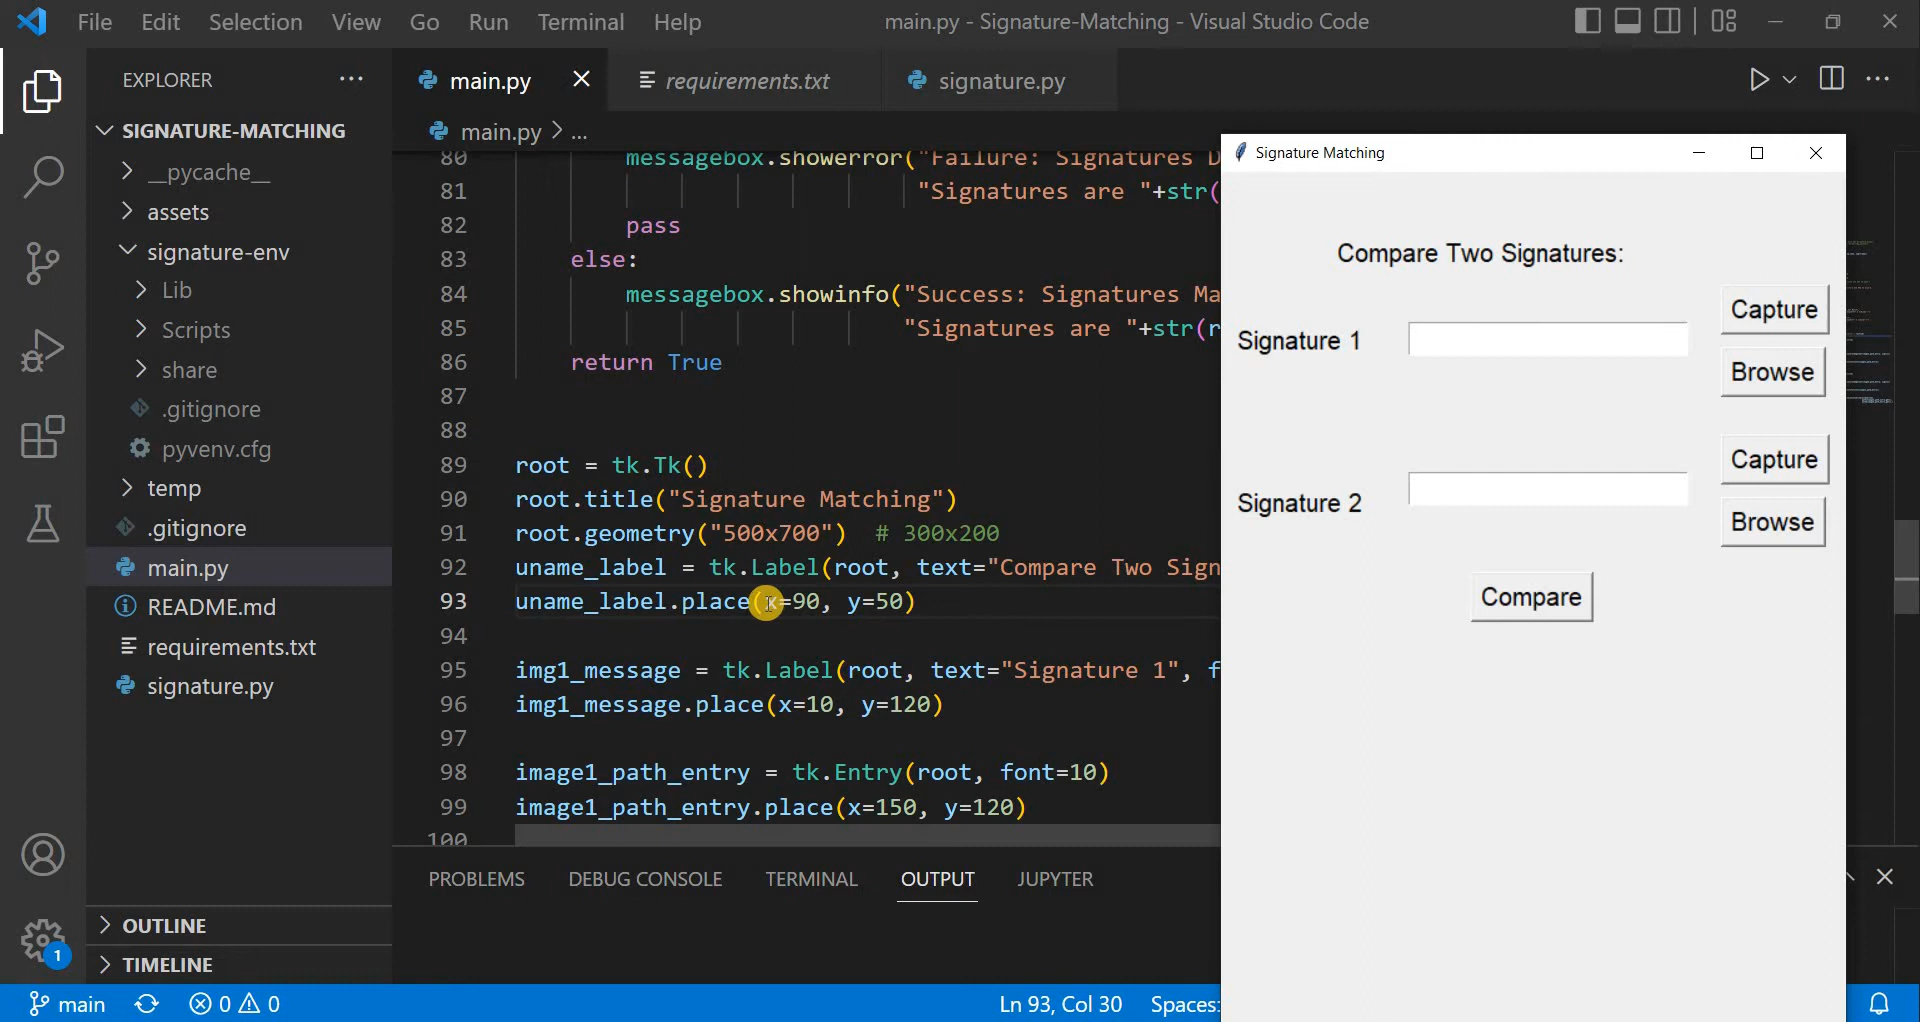 File Edit Selection View Go Run Terminal Help main.py - Signature-Matching - Visual Studio Code
EXPLORER
SIGNATURE-MATCHING
__pycache__
assets
signature-env
Lib
Scripts
share
.gitignore
pyvenv.cfg
temp
.gitignore
main.py
README.md
requirements.txt
signature.py
OUTLINE
TIMELINE
main.py requirements.txt signature.py
main.py > ...
80 messagebox.showerror("Failure: Signatures D
81 "Signatures are "+str(
82 pass
83 else:
84 messagebox.showinfo("Success: Signatures Ma
85 "Signatures are "+str(r
86 return True
87
88
89 root = tk.Tk()
90 root.title("Signature Matching")
91 root.geometry("500x700") # 300x200
92 uname_label = tk.Label(root, text="Compare Two Sign
93 uname_label.place(x=90, y=50)
94
95 img1_message = tk.Label(root, text="Signature 1", f
96 img1_message.place(x=10, y=120)
97
98 image1_path_entry = tk.Entry(root, font=10)
99 image1_path_entry.place(x=150, y=120)
100
PROBLEMS DEBUG CONSOLE TERMINAL OUTPUT JUPYTER
Signature Matching
Compare Two Signatures:
Capture
Signature 1
Browse
Capture
Signature 2
Browse
Compare
1
main 0 0 Ln 93, Col 30 Spaces: